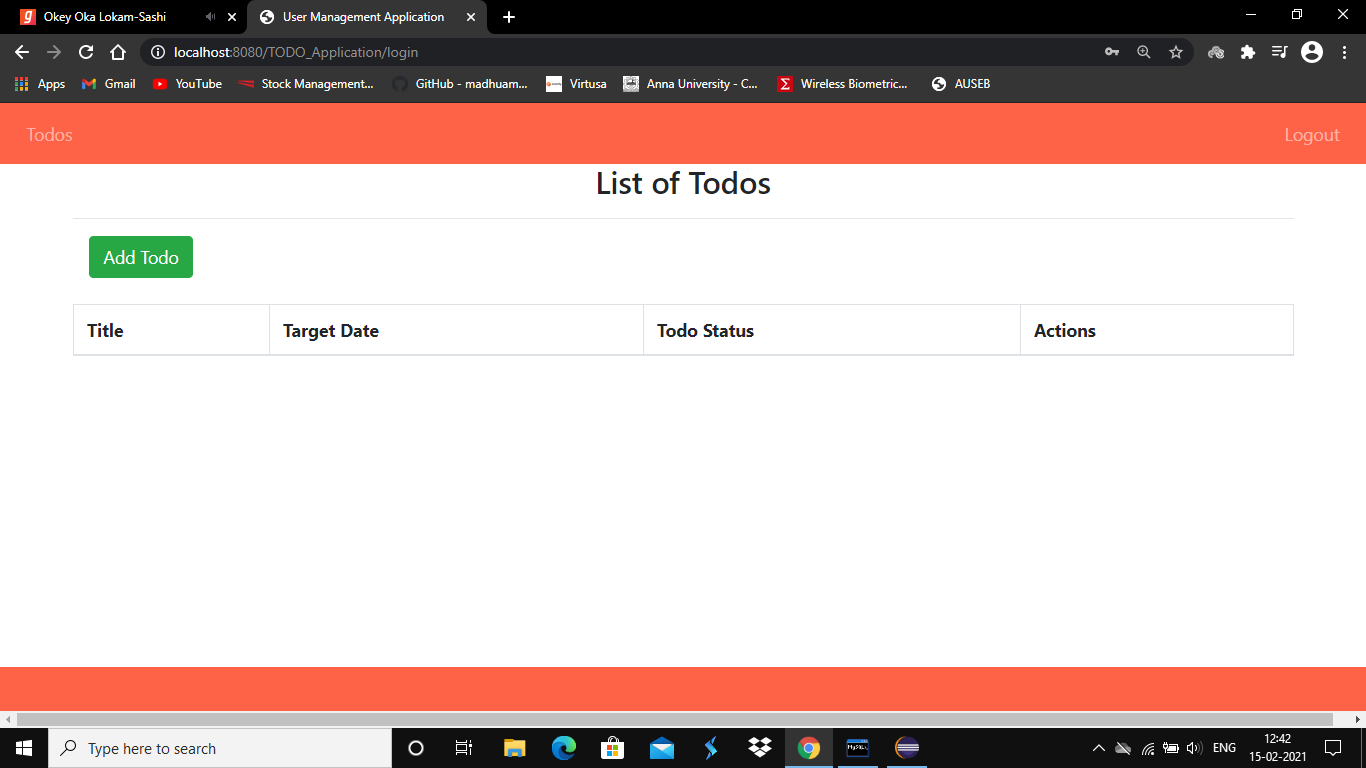 Okey Oka Lokam-Sashi
User Management Application
localhost:8080/TODO_Application/login
Apps Gmail YouTube Stock Management... GitHub - madhuam... Virtusa Anna University - C... Wireless Biometric... AUSEB
Todos Logout
List of Todos
Add Todo
Title Target Date Todo Status Actions
Type here to search
ENG
12:42
15-02-2021